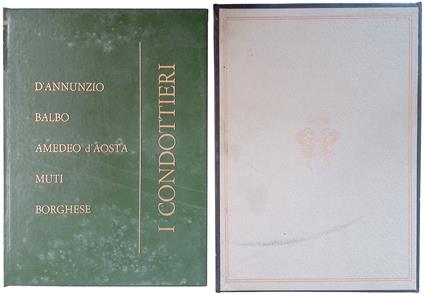 D'ANNUNZIO
BALBO
AMEDEO d'AOSTA
MUTI
BORGHESE
I CONDOTTIERI